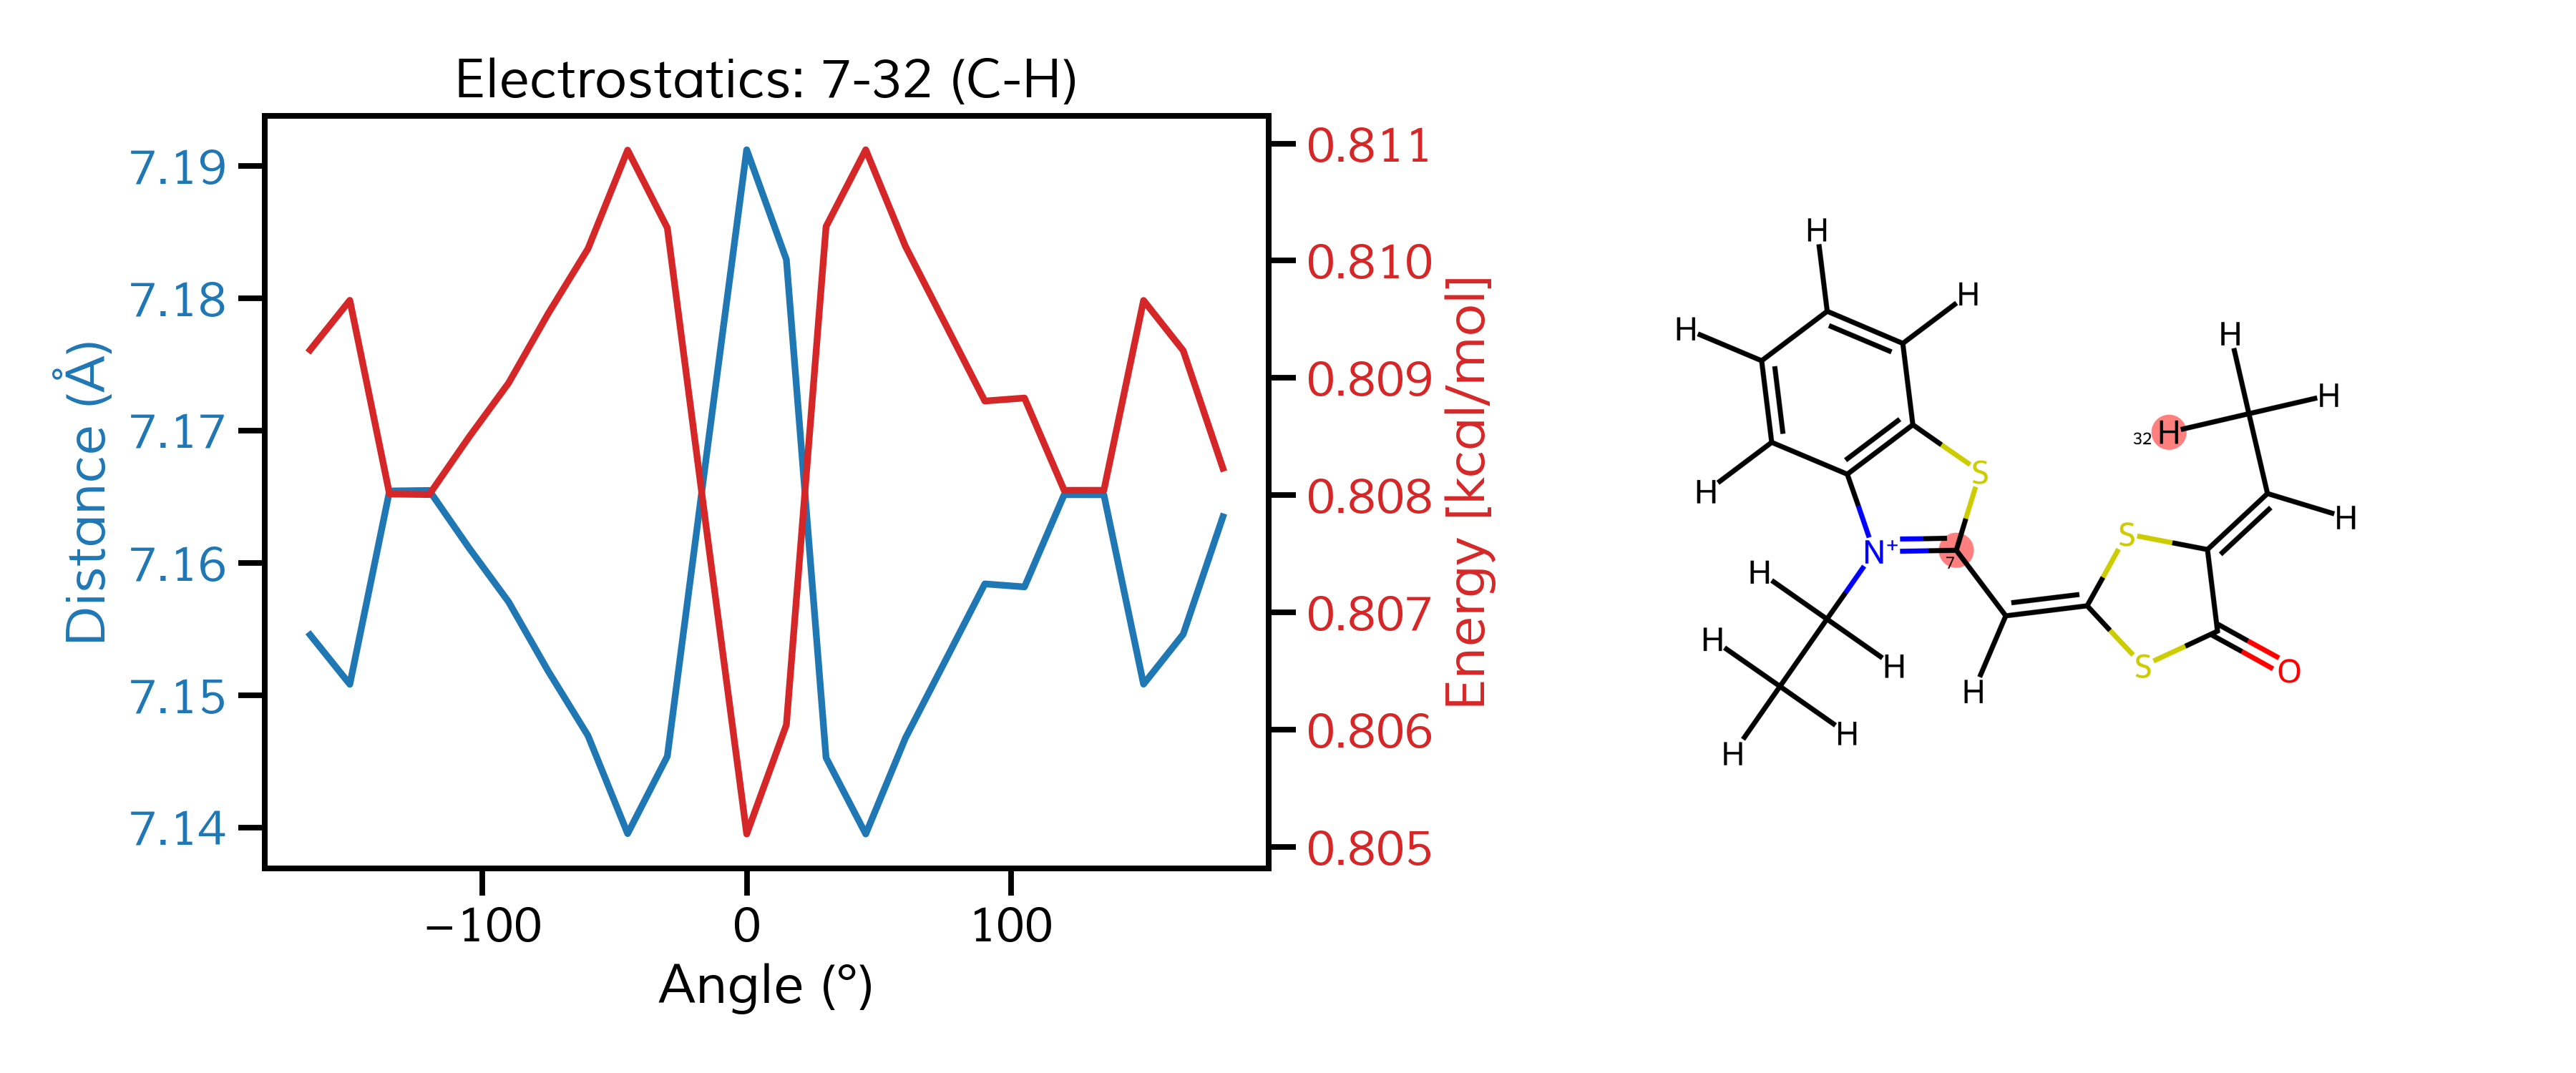 Electrostatics: 7-32 (C-H)
Distance (Å)
7.19
7.18
7.17
7.16
7.15
7.14
−100
0
100
Angle (°)
0.811
0.810
0.809
0.808
0.807
0.806
0.805
Energy [kcal/mol]
H
H
H
H
H
H
32 H
S
H
H
S
N+
7
H
H
H
S
O
H
H
H